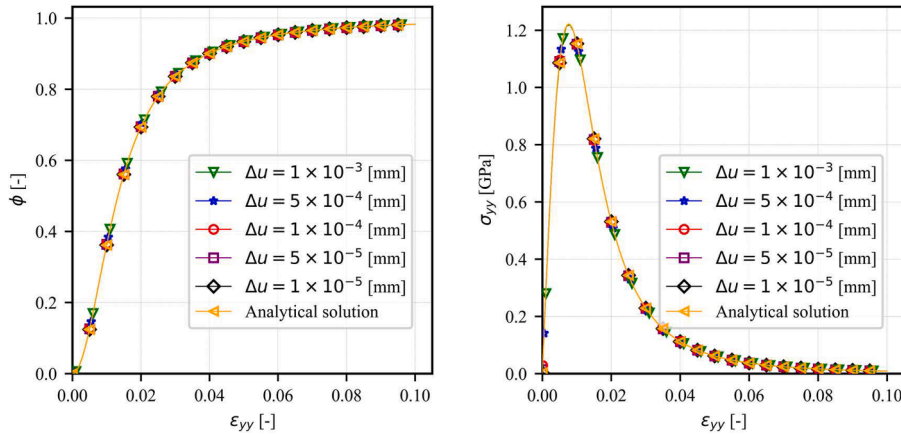 1.0
0.8
0.6
0.4
0.2
0.0
ϕ [-]
0.00 0.02 0.04 0.06 0.08 0.10
ε_yy [-]
Δu = 1 × 10⁻³ [mm]
Δu = 5 × 10⁻⁴ [mm]
Δu = 1 × 10⁻⁴ [mm]
Δu = 5 × 10⁻⁵ [mm]
Δu = 1 × 10⁻⁵ [mm]
Analytical solution
1.2
1.0
0.8
0.6
0.4
0.2
0.0
σ_yy [GPa]
0.00 0.02 0.04 0.06 0.08 0.10
ε_yy [-]
Δu = 1 × 10⁻³ [mm]
Δu = 5 × 10⁻⁴ [mm]
Δu = 1 × 10⁻⁴ [mm]
Δu = 5 × 10⁻⁵ [mm]
Δu = 1 × 10⁻⁵ [mm]
Analytical solution